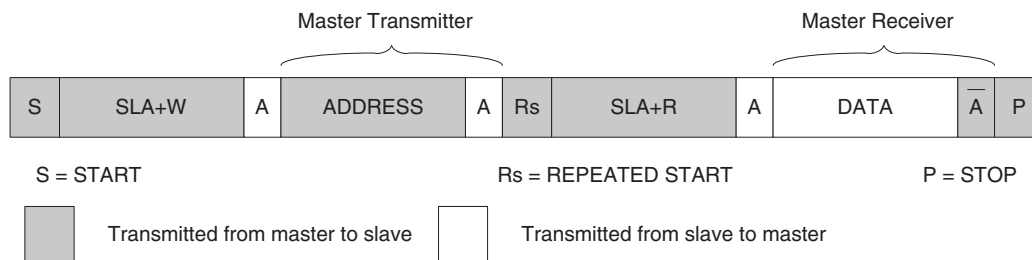 Master Transmitter Master Receiver
S SLA+W A ADDRESS A Rs SLA+R A DATA A̅ P
S = START Rs = REPEATED START P = STOP
Transmitted from master to slave Transmitted from slave to master